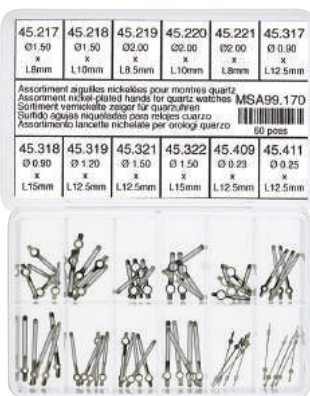 45.217 45.218 45.219 45.220 45.221 45.317
Ø1.50 Ø1.50 Ø2.00 Ø2.00 Ø2.00 Ø 0.90
x x x x x x
L8mm L10mm L8.5mm L10mm L8mm L12.5mm
Assortiment aiguilles nickelées pour montres quartz
Assortment nickel-plated hands for quartz watches MSA99.170
Sortiment vernickelte zeiger für quarzuhren
Surtido agujas niqueladas para relojes cuarzo
Assortimento lancette nichelate per orologi quarzo 60 pces
45.318 45.319 45.321 45.322 45.409 45.411
Ø 0.90 Ø 1.20 Ø 1.50 Ø 1.50 Ø 0.23 Ø 0.25
x x x x x x
L15mm L12.5mm L12.5mm L15mm L12.5mm L12.5mm